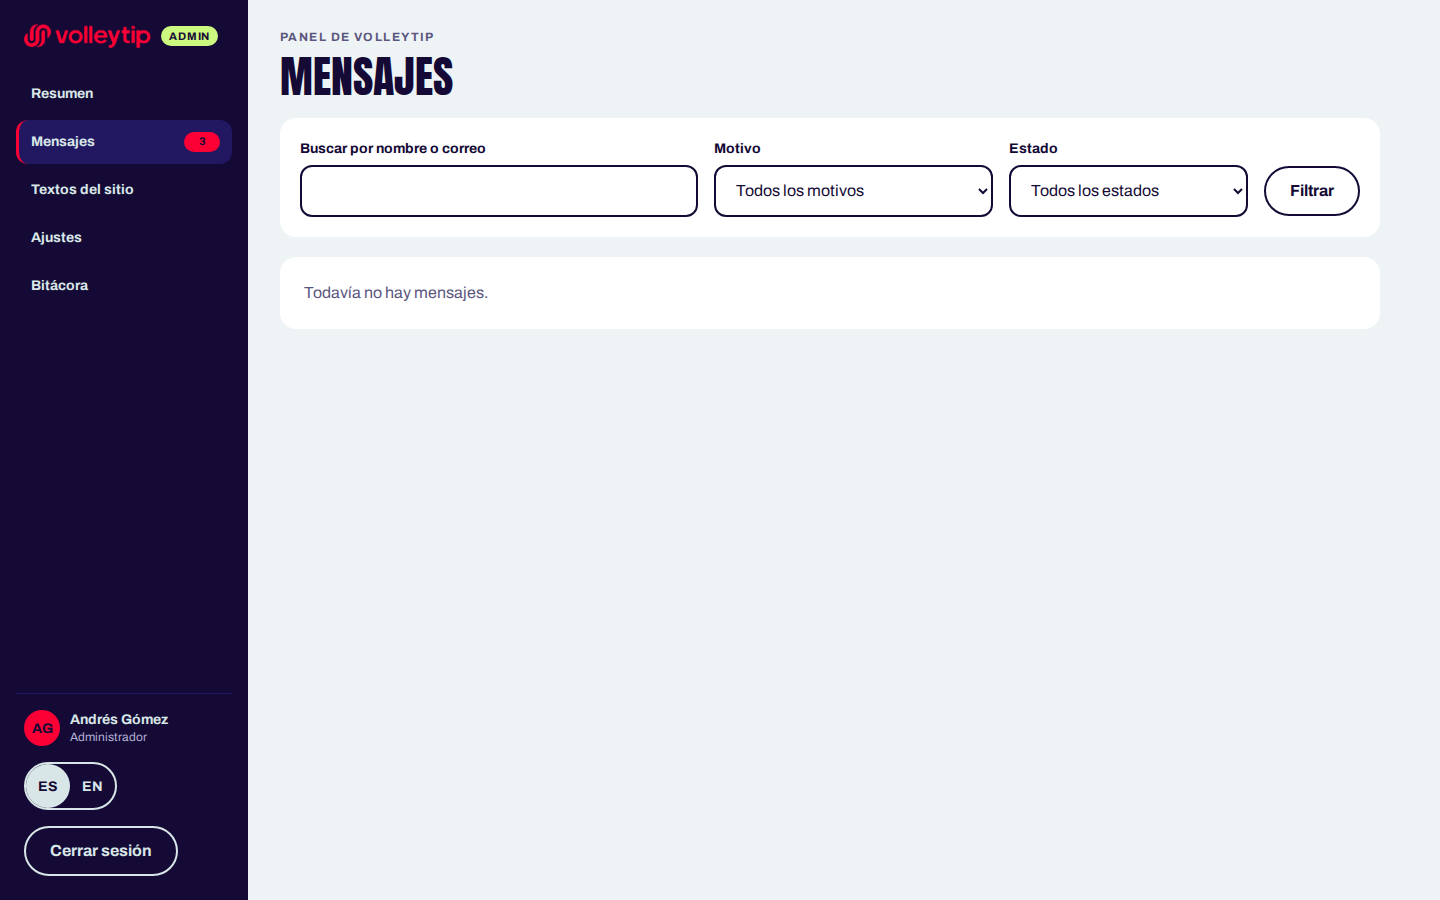 volleytip ADMIN
Resumen
Mensajes 3
Textos del sitio
Ajustes
Bitácora
AG Andrés Gómez
Administrador
ES EN
Cerrar sesión
PANEL DE VOLLEYTIP
MENSAJES
Buscar por nombre o correo Motivo Estado
Todos los motivos Todos los estados Filtrar
Todavía no hay mensajes.